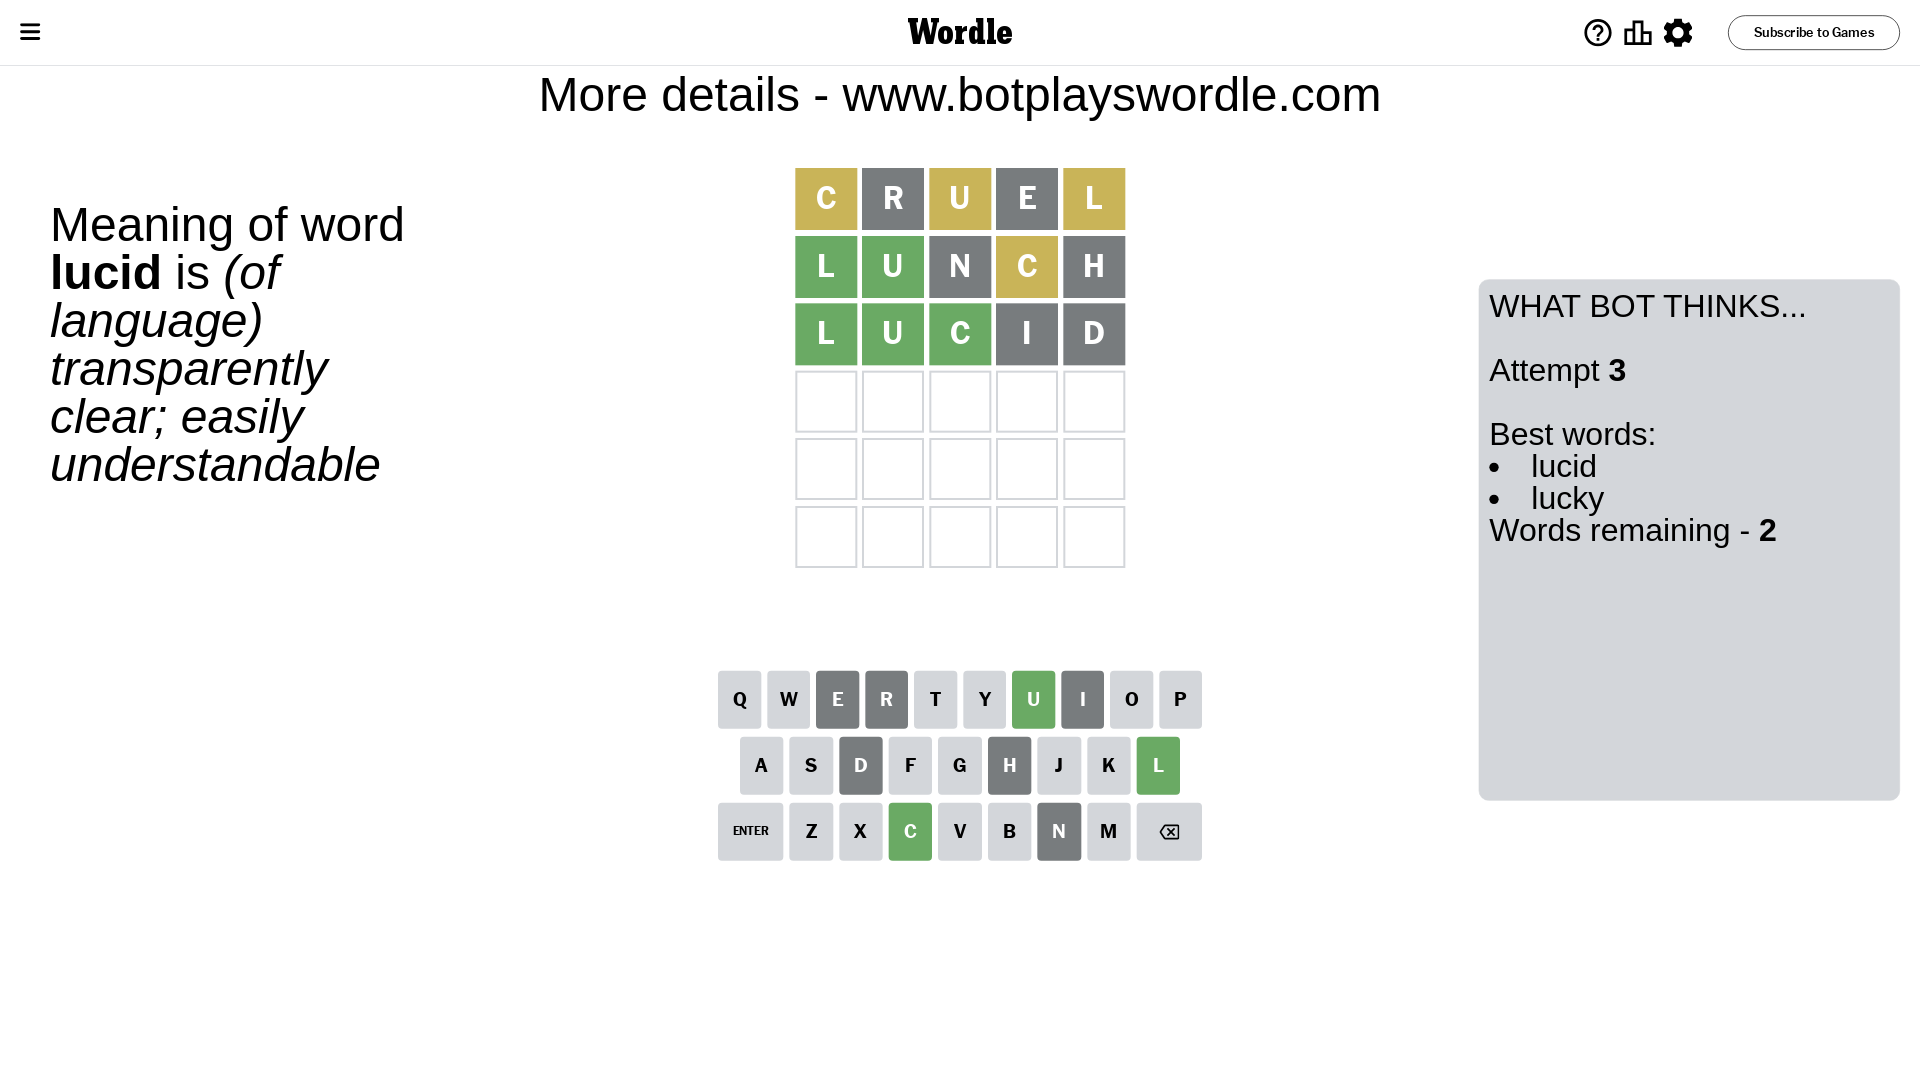 Wordle
Subscribe to Games
More details - www.botplayswordle.com
Meaning of word
lucid is (of
language)
transparently
clear; easily
understandable
C R U E L
L U N C H
L U C I D
WHAT BOT THINKS...
Attempt 3
Best words:
• lucid
• lucky
Words remaining - 2
Q W E R T Y U I O P
A S D F G H J K L
ENTER Z X C V B N M